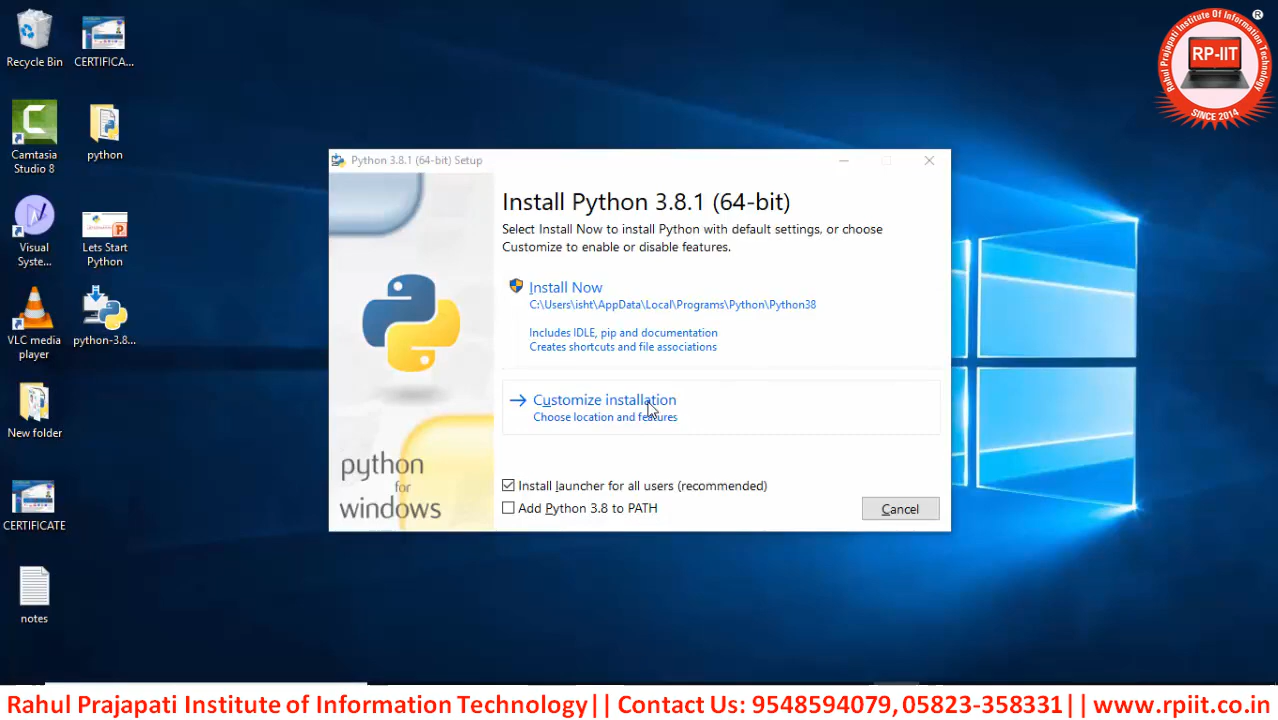 Recycle Bin
CERTIFICA...
Camtasia
Studio 8
python
Visual
Syste...
Lets Start
Python
VLC media
player
python-3.8...
New folder
CERTIFICATE
notes
Python 3.8.1 (64-bit) Setup
Install Python 3.8.1 (64-bit)
Select Install Now to install Python with default settings, or choose
Customize to enable or disable features.
Install Now
C:\Users\isht\AppData\Local\Programs\Python\Python38
Includes IDLE, pip and documentation
Creates shortcuts and file associations
Customize installation
Choose location and features
Install launcher for all users (recommended)
Add Python 3.8 to PATH
Cancel
python
for
windows
Rahul Prajapati Institute Of Information Technology
®
RP-IIT
SINCE 2014
Rahul Prajapati Institute of Information Technology|| Contact Us: 9548594079, 05823-358331|| www.rpiit.co.in